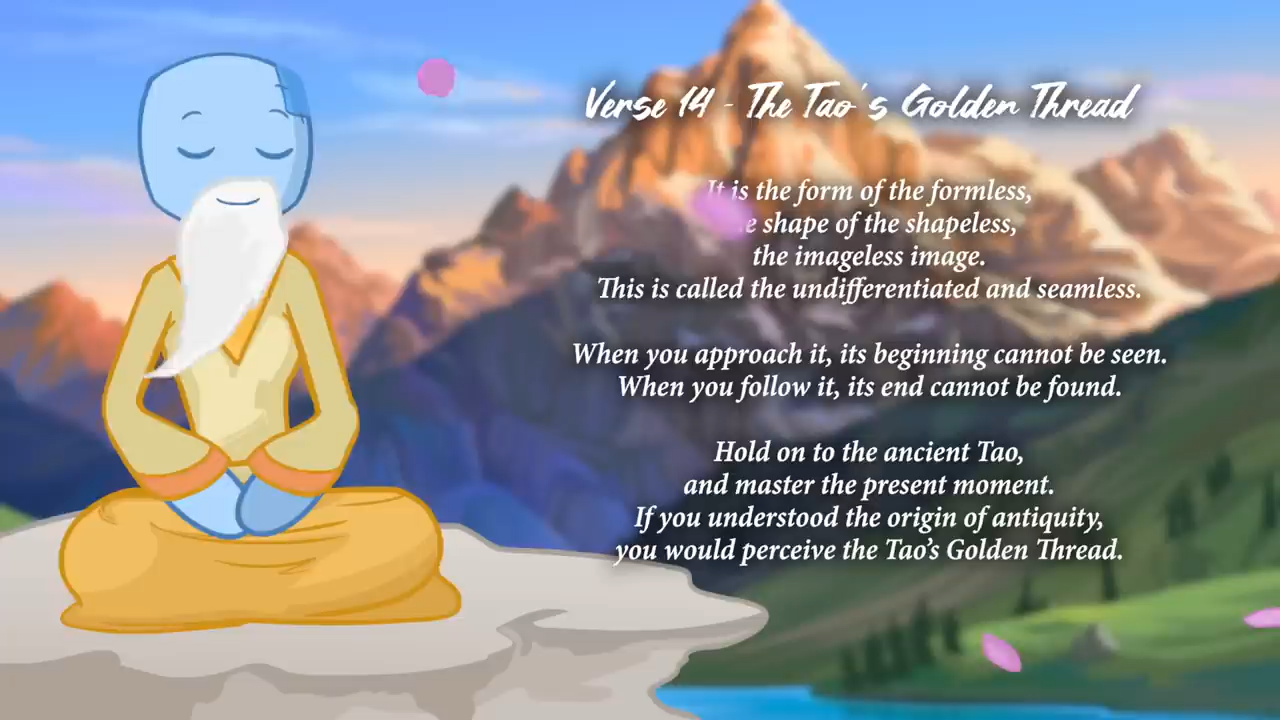 Verse 14 - The Tao's Golden Thread
It is the form of the formless,
shape of the shapeless,
the imageless image.
This is called the undifferentiated and seamless.
When you approach it, its beginning cannot be seen.
When you follow it, its end cannot be found.
Hold on to the ancient Tao,
and master the present moment.
If you understood the origin of antiquity,
you would perceive the Tao's Golden Thread.